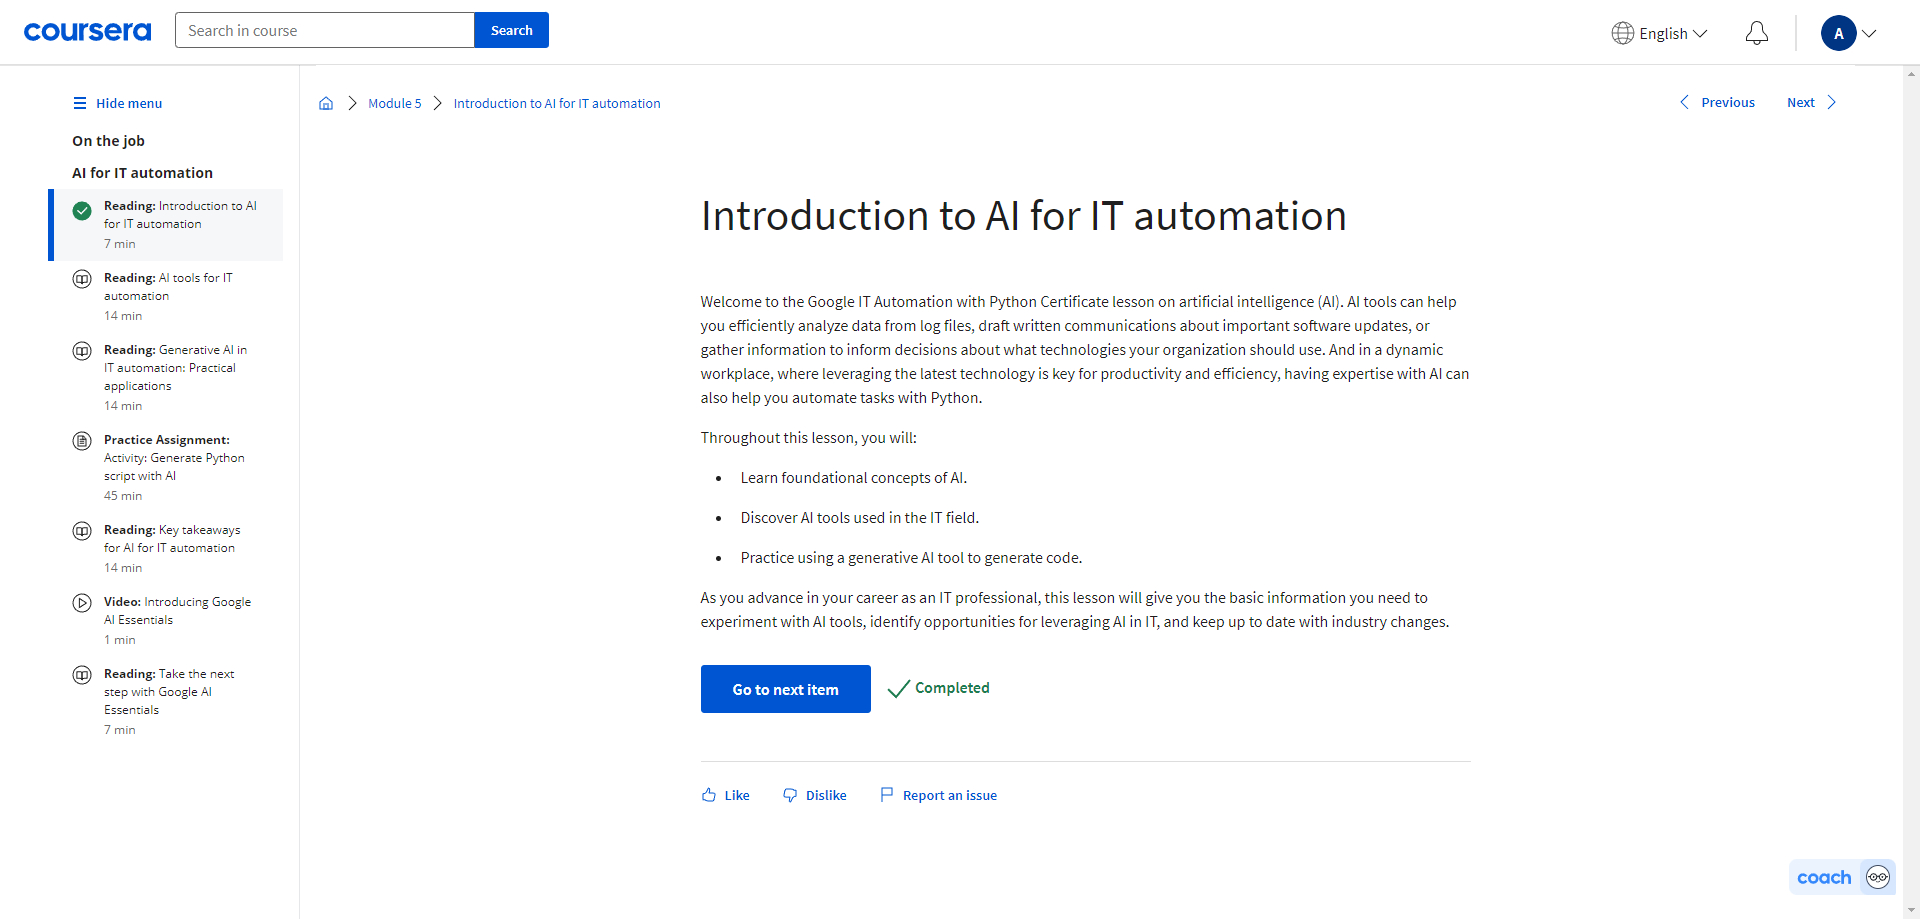 coursera
Search in course
Search
English
A
Hide menu
On the job
AI for IT automation
Reading: Introduction to AI
for IT automation
7 min
Reading: AI tools for IT
automation
14 min
Reading: Generative AI in
IT automation: Practical
applications
14 min
Practice Assignment:
Activity: Generate Python
script with AI
45 min
Reading: Key takeaways
for AI for IT automation
14 min
Video: Introducing Google
AI Essentials
1 min
Reading: Take the next
step with Google AI
Essentials
7 min
Module 5
Introduction to AI for IT automation
Previous
Next
Introduction to AI for IT automation
Welcome to the Google IT Automation with Python Certificate lesson on artificial intelligence (AI). AI tools can help
you efficiently analyze data from log files, draft written communications about important software updates, or
gather information to inform decisions about what technologies your organization should use. And in a dynamic
workplace, where leveraging the latest technology is key for productivity and efficiency, having expertise with AI can
also help you automate tasks with Python.
Throughout this lesson, you will:
• Learn foundational concepts of AI.
• Discover AI tools used in the IT field.
• Practice using a generative AI tool to generate code.
As you advance in your career as an IT professional, this lesson will give you the basic information you need to
experiment with AI tools, identify opportunities for leveraging AI in IT, and keep up to date with industry changes.
Go to next item
Completed
Like
Dislike
Report an issue
coach